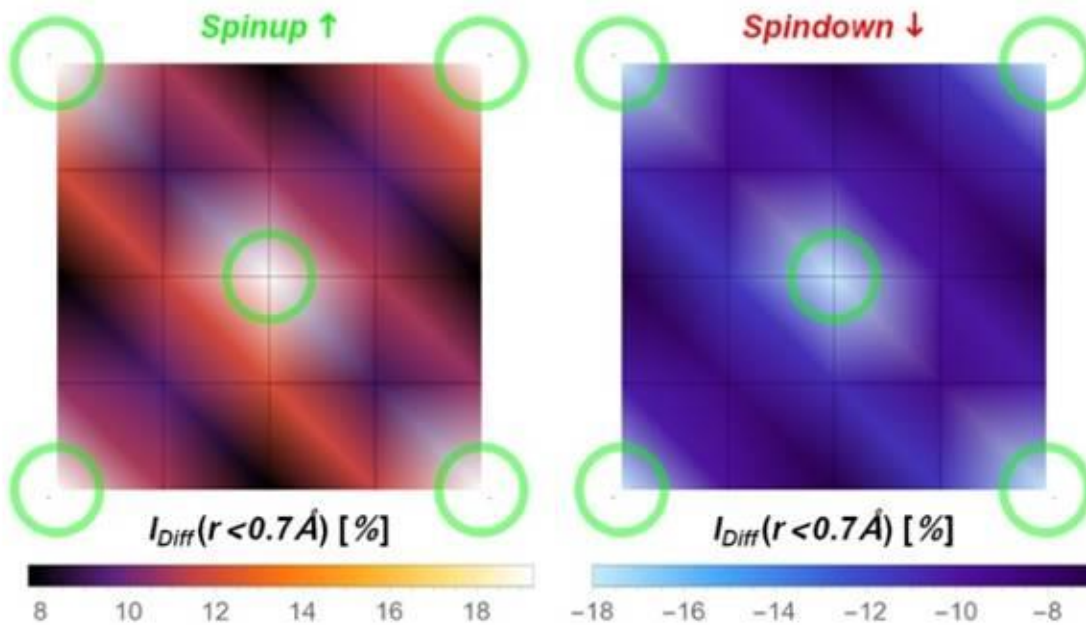 Spinup ↑
Spindown ↓
I_Diff(r<0.7Å) [%]
I_Diff(r<0.7Å) [%]
8 10 12 14 16 18
−18 −16 −14 −12 −10 −8